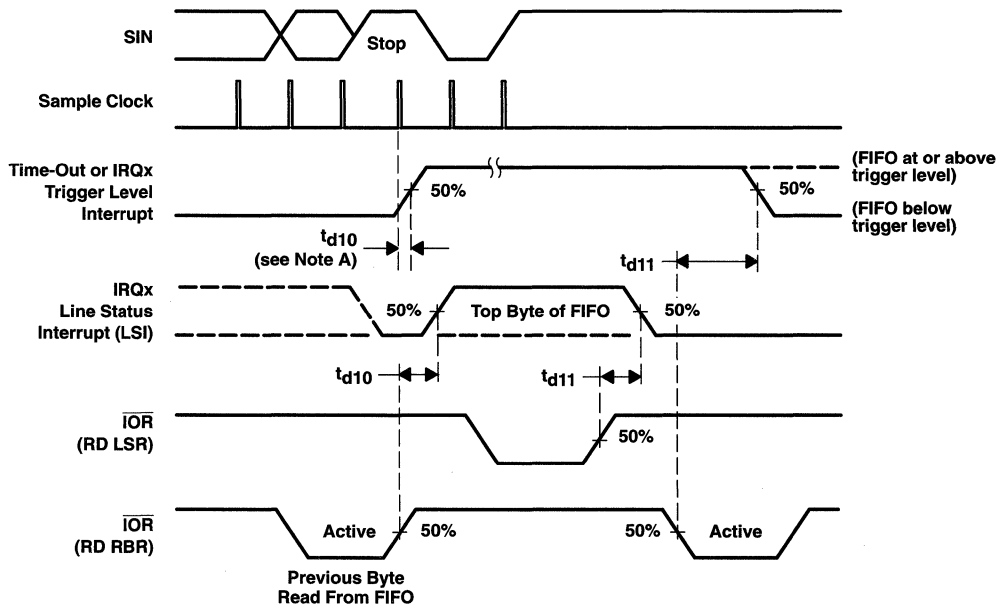 SIN
Stop
Sample Clock
Time-Out or IRQx
Trigger Level
Interrupt
50%
50%
(FIFO at or above
trigger level)
(FIFO below
trigger level)
td10
(see Note A)
td11
IRQx
Line Status
Interrupt (LSI)
50%
Top Byte of FIFO
50%
td10
td11
IOR
(RD LSR)
50%
IOR
(RD RBR)
Active
50%
50%
Active
Previous Byte
Read From FIFO